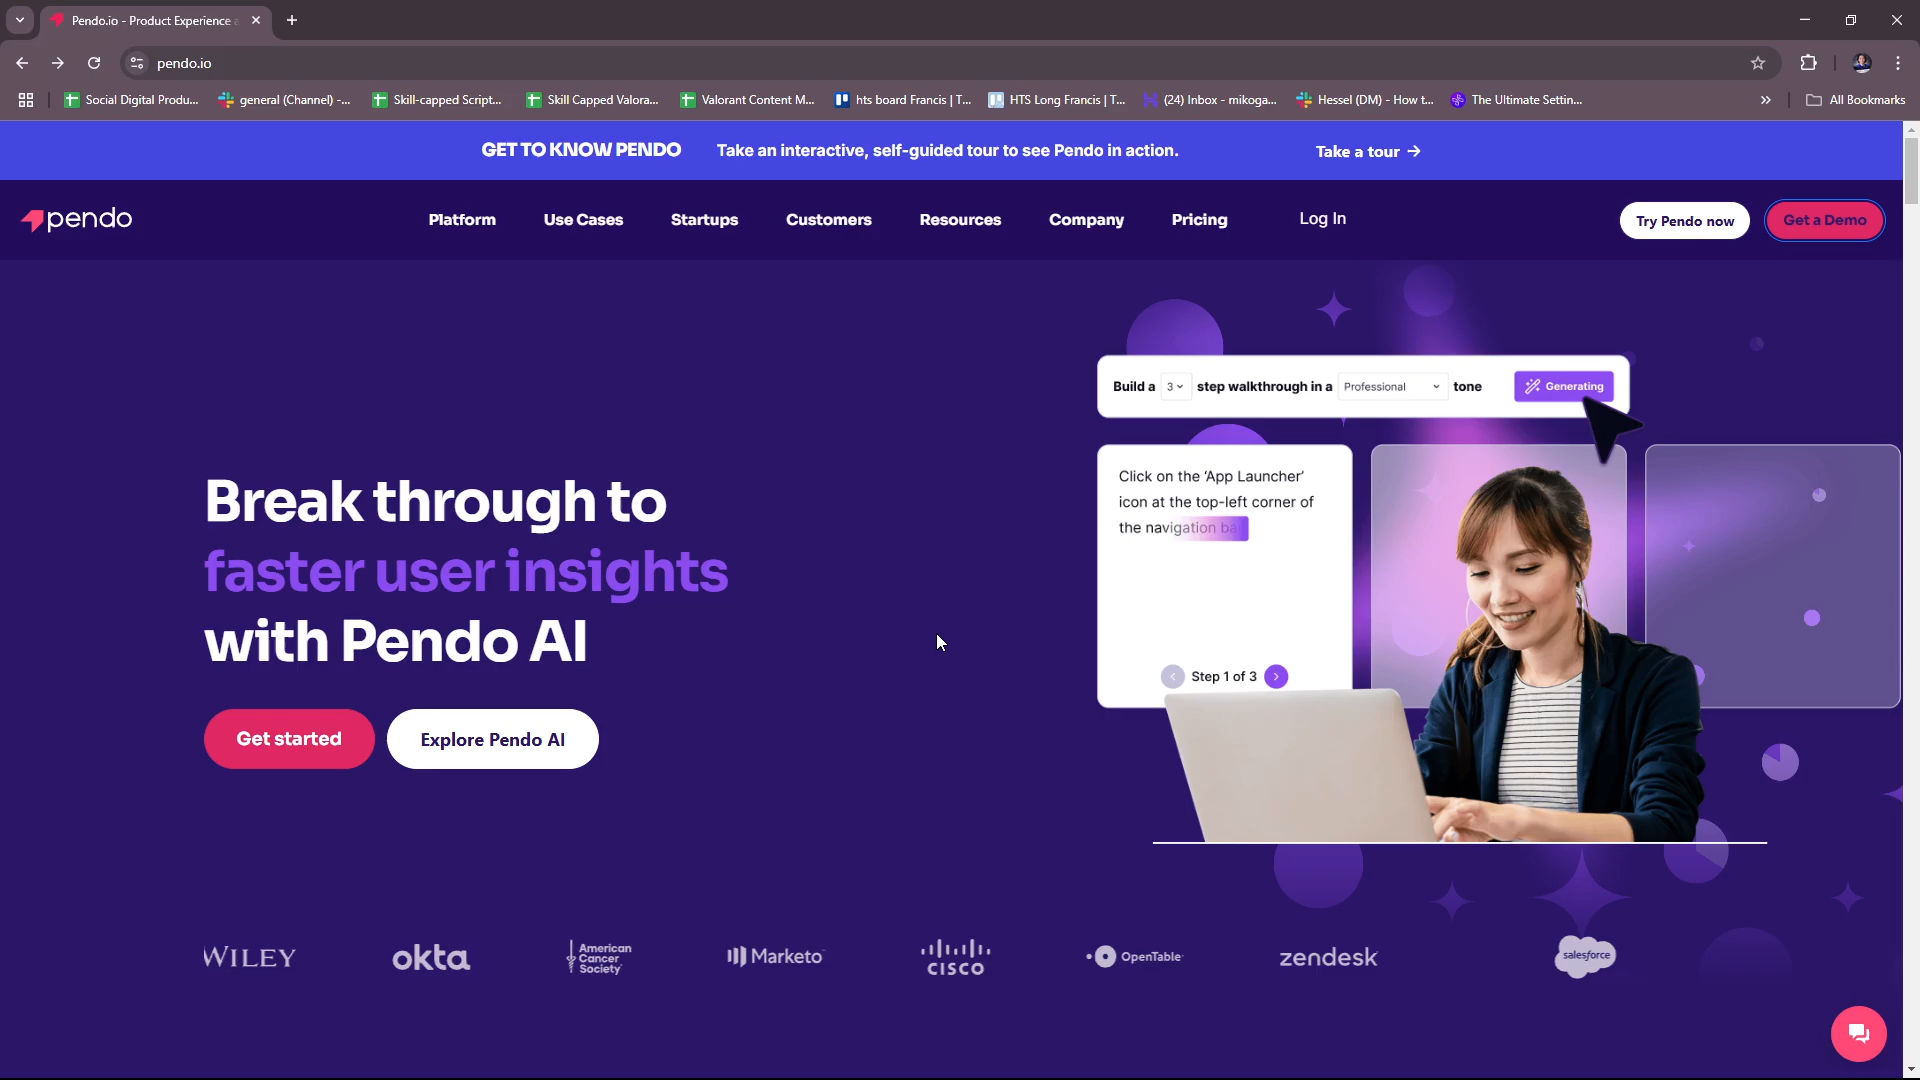 Pendo.io - Product Experience a
pendo.io
Social Digital Produ...
general (Channel) -...
Skill-capped Script...
Skill Capped Valora...
Valorant Content M...
hts board Francis | T...
HTS Long Francis | T...
(24) Inbox - mikoga...
Hessel (DM) - How t...
The Ultimate Settin...
All Bookmarks
GET TO KNOW PENDO Take an interactive, self-guided tour to see Pendo in action. Take a tour →
pendo
Platform
Use Cases
Startups
Customers
Resources
Company
Pricing
Log In
Try Pendo now
Get a Demo
Build a 3 step walkthrough in a Professional tone Generating
Click on the ‘App Launcher’
icon at the top-left corner of
the navigation ba
Step 1 of 3
Break through to
faster user insights
with Pendo AI
Get started
Explore Pendo AI
WILEY
okta
American
Cancer
Society
Marketo
CISCO
OpenTable
zendesk
salesforce